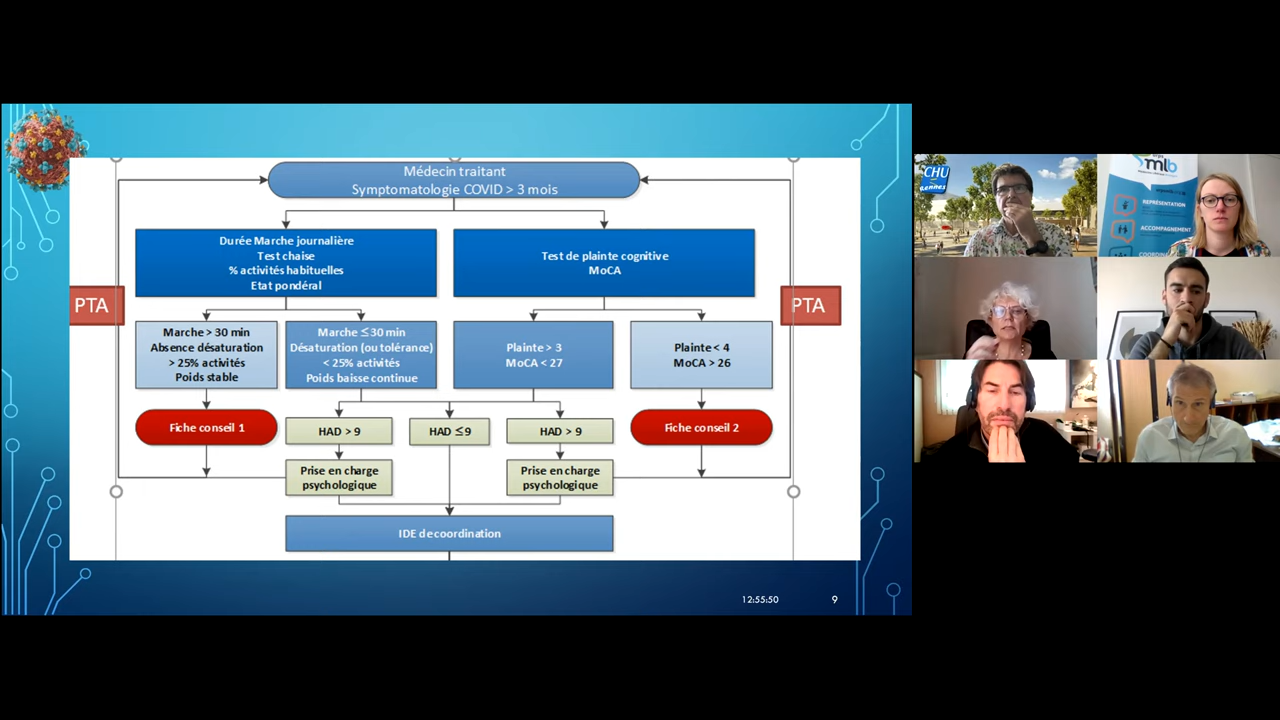 Médecin traitant
Symptomatologie COVID > 3 mois
Durée Marche journalière
Test chaise
% activités habituelles
Etat pondéral
Test de plainte cognitive
MoCA
PTA
PTA
Marche > 30 min
Absence désaturation
> 25% activités
Poids stable
Marche ≤30 min
Désaturation (ou tolérance)
< 25% activités
Poids baisse continue
Plainte > 3
MoCA < 27
Plainte < 4
MoCA > 26
Fiche conseil 1
HAD > 9
HAD ≤9
HAD > 9
Fiche conseil 2
Prise en charge
psychologique
Prise en charge
psychologique
IDE de coordination
12:55:50
9
CHU
Rennes
mlb
REPRÉSENTATION
ACCOMPAGNEMENT